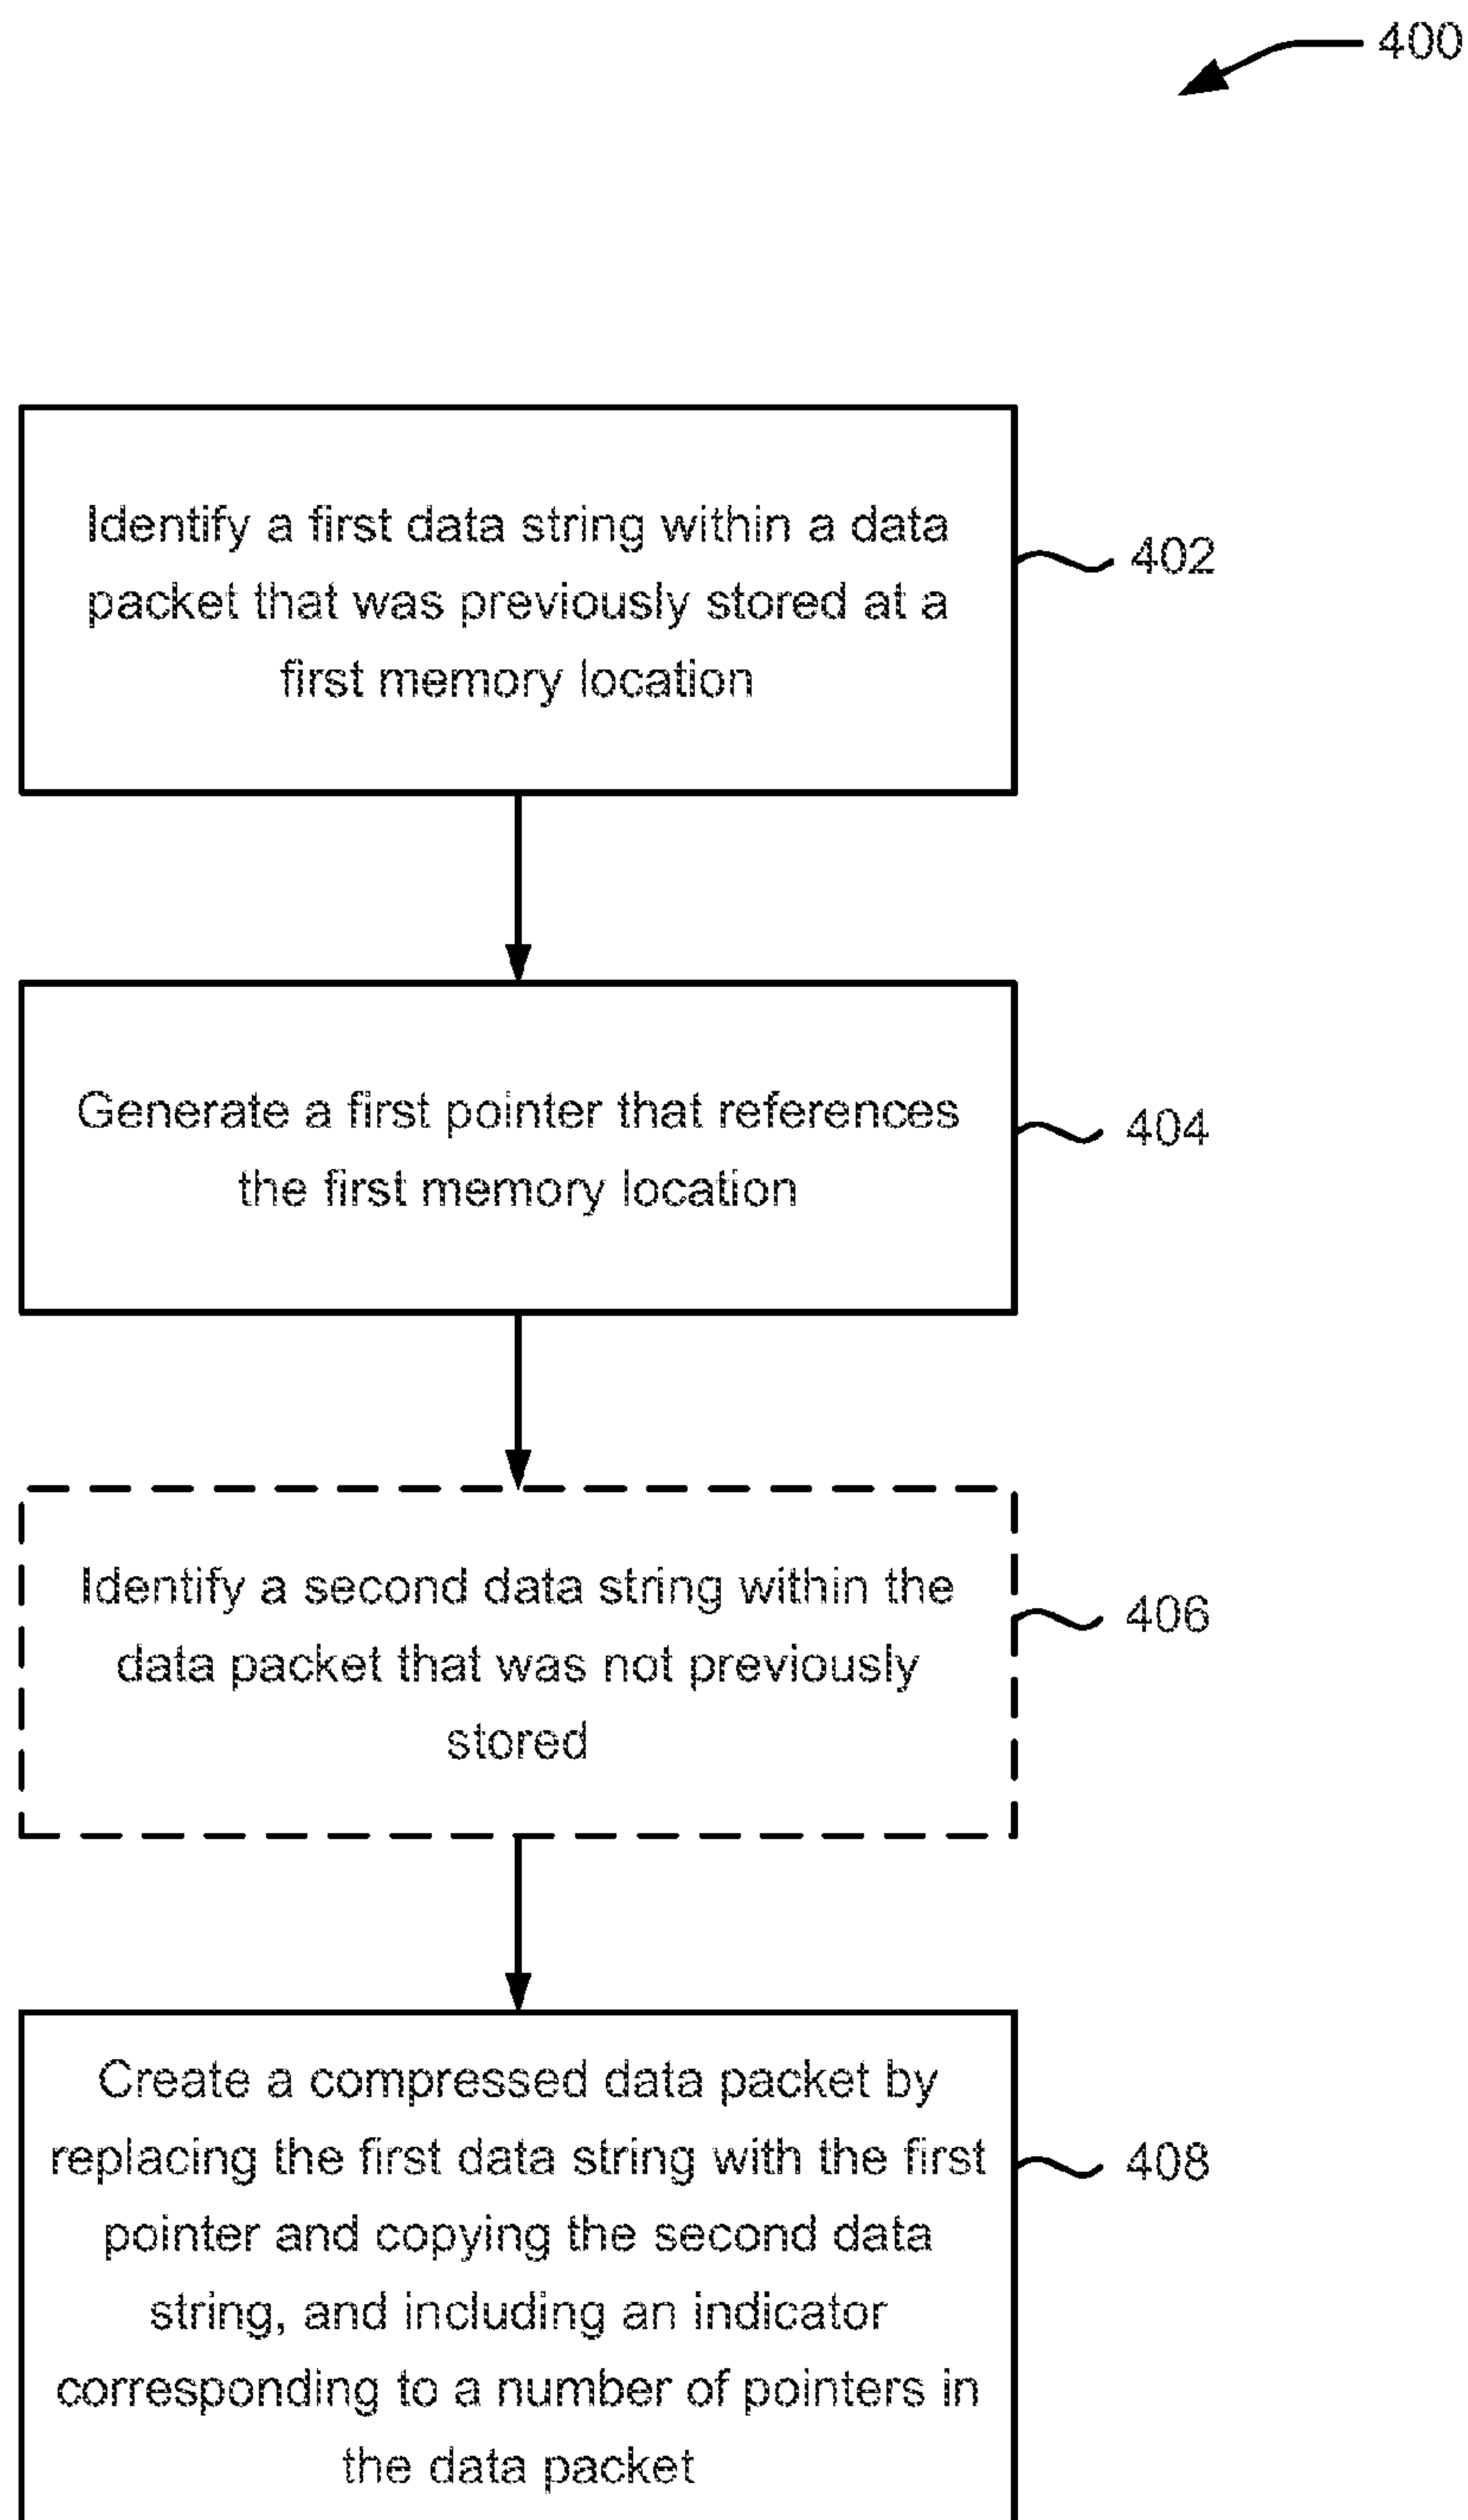 400
Identify a first data string within a data
packet that was previously stored at a
first memory location
402
Generate a first pointer that references
the first memory location
404
Identify a second data string within the
data packet that was not previously
stored
406
Create a compressed data packet by
replacing the first data string with the first
pointer and copying the second data
string, and including an indicator
corresponding to a number of pointers in
the data packet
408